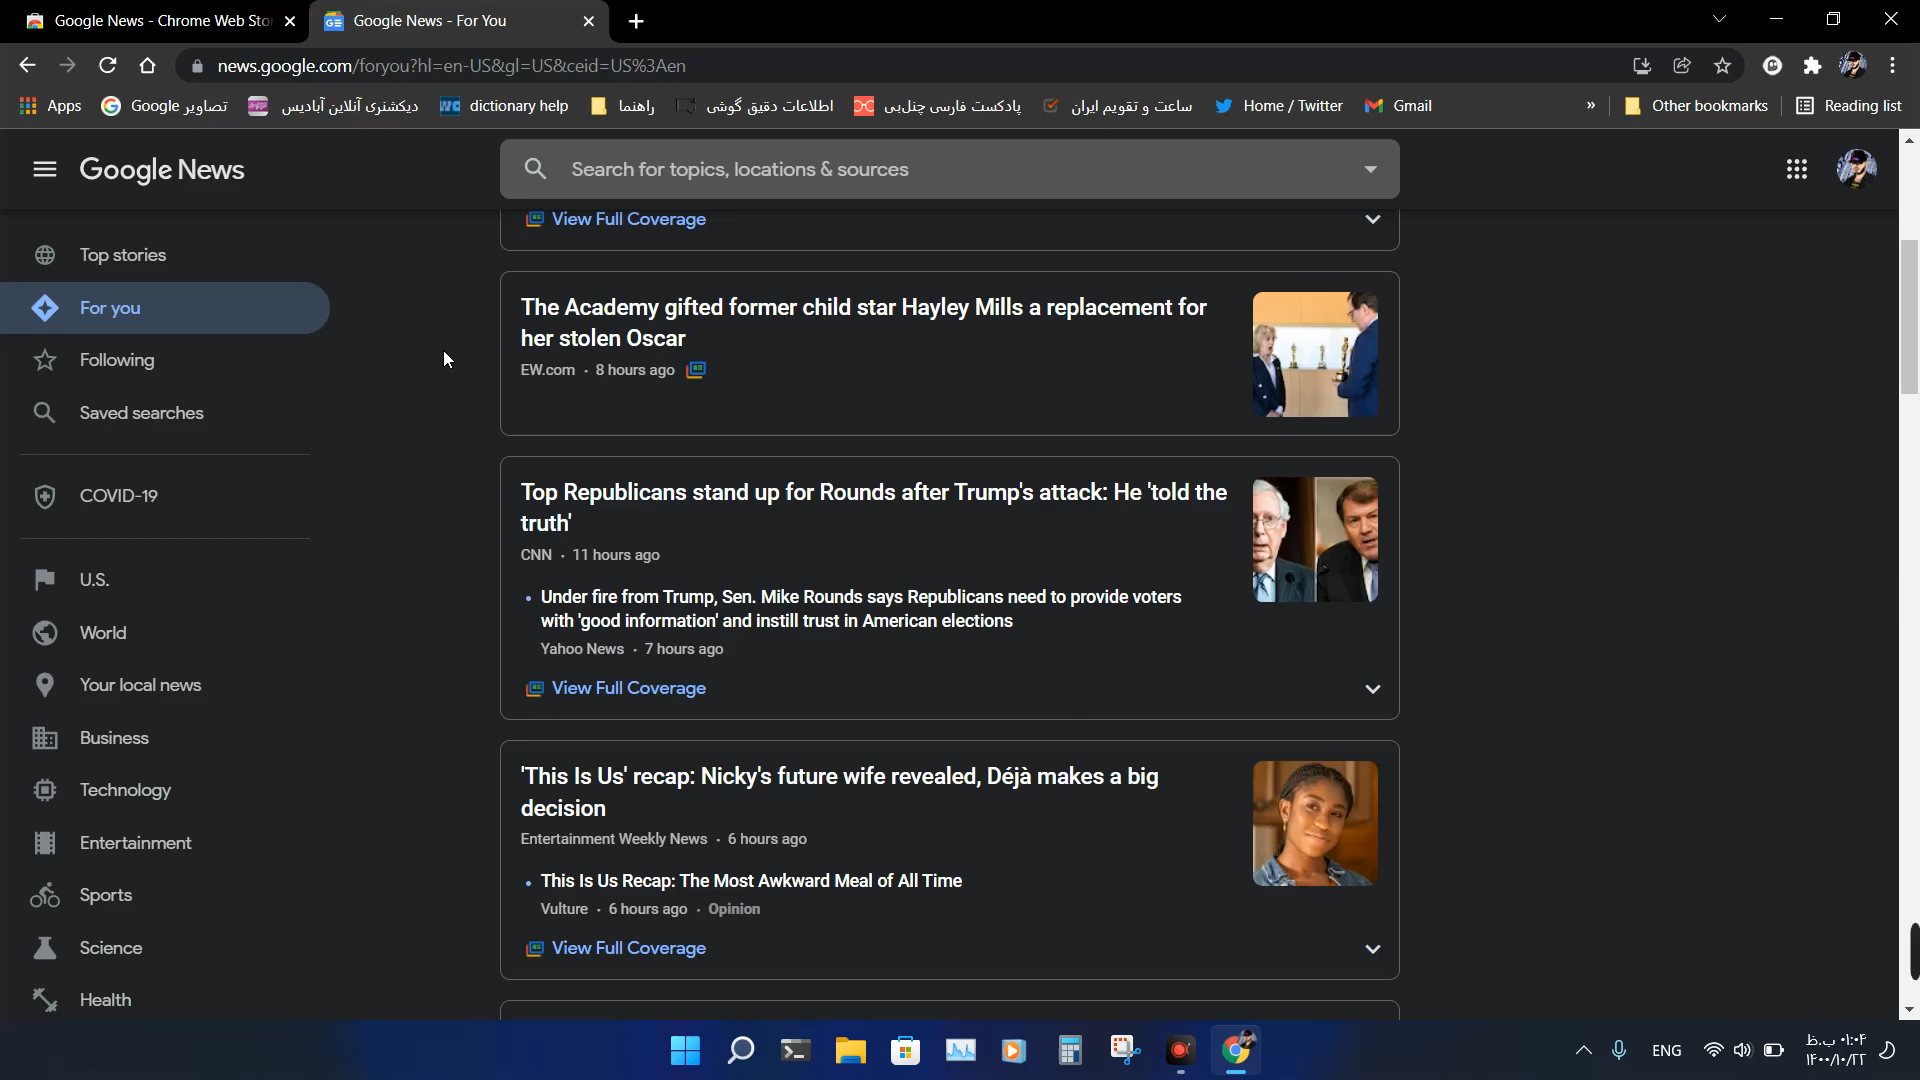 Google News - Chrome Web Sto
Google News - For You
news.google.com/foryou?hl=en-US&gl=US&ceid=US%3Aen
Apps
تصاویر Google
دیکشنری آنلاین آبادیس
dictionary help
راهنما
اطلاعات دقیق گوشی
پادکست فارسی چنل‌بی
ساعت و تقویم ایران
Home / Twitter
Gmail
»
Other bookmarks
Reading list
Google News
Search for topics, locations & sources
Top stories
For you
Following
Saved searches
COVID-19
U.S.
World
Your local news
Business
Technology
Entertainment
Sports
Science
Health
View Full Coverage
The Academy gifted former child star Hayley Mills a replacement for
her stolen Oscar
EW.com · 8 hours ago
Top Republicans stand up for Rounds after Trump's attack: He 'told the
truth'
CNN · 11 hours ago
• Under fire from Trump, Sen. Mike Rounds says Republicans need to provide voters
with 'good information' and instill trust in American elections
Yahoo News · 7 hours ago
View Full Coverage
'This Is Us' recap: Nicky's future wife revealed, Déjà makes a big
decision
Entertainment Weekly News · 6 hours ago
• This Is Us Recap: The Most Awkward Meal of All Time
Vulture · 6 hours ago · Opinion
View Full Coverage
ENG
۰۱:۰۴ ب.ظ
۱۴۰۰/۱۰/۲۲